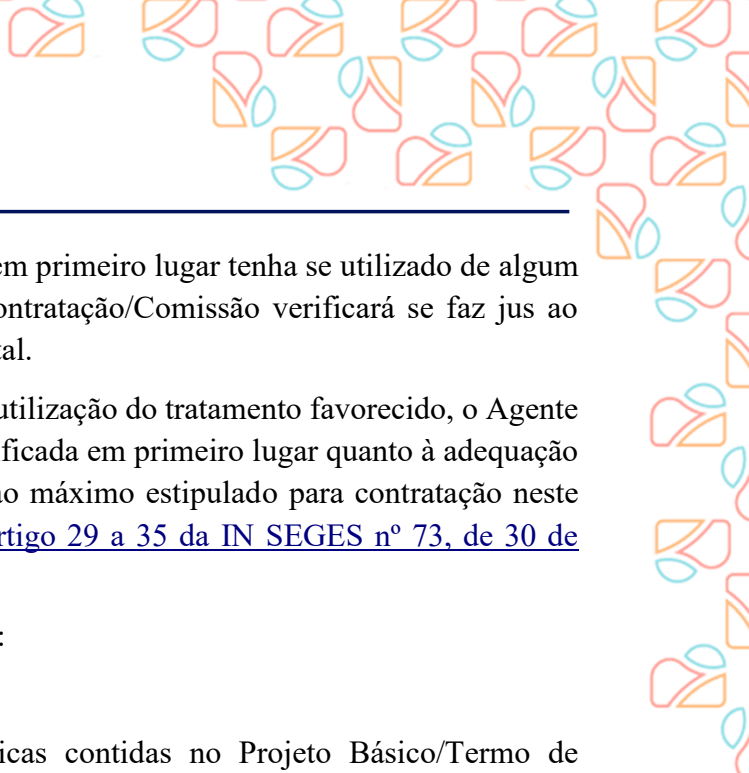 em primeiro lugar tenha se utilizado de algum
ontratação/Comissão verificará se faz jus ao
tal.
utilização do tratamento favorecido, o Agente
ificada em primeiro lugar quanto à adequação
ao máximo estipulado para contratação neste
rtigo 29 a 35 da IN SEGES nº 73, de 30 de
:
icas contidas no Projeto Básico/Termo de